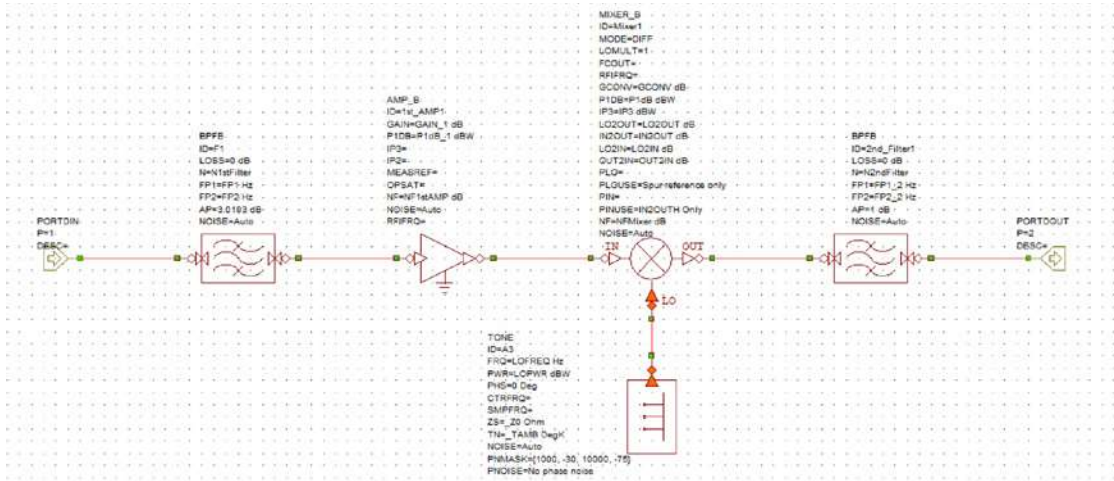 MIXER_B
ID=Mixer1
MODE=DIFF
LOMULT=1
FCOUT=
RFIFRQ=
GCONV=GCONV dB
P1DB=P1dB dBW
IP3=IP3 dBW
LO2OUT=LO2OUT dB
IN2OUT=IN2OUT dB
LO2IN=LO2IN dB
OUT2IN=OUT2IN dB
PLO=
PLOUSE=Spur reference only
PIN=
PINUSE=IN2OUTH Only
NF=NFMixer dB
NOISE=Auto
AMP_B
ID=1st_AMP1
GAIN=GAIN_1 dB
P1DB=P1dB_1 dBW
IP3=
IP2=
MEASREF=
OPSAT=
NF=NF1stAMP dB
NOISE=Auto
RFIFRQ=
BPFB
ID=F1
LOSS=0 dB
N=N1stFilter
FP1=FP1 Hz
FP2=FP2 Hz
AP=3.0103 dB
NOISE=Auto
BPFB
ID=2nd_Filter1
LOSS=0 dB
N=N2ndFilter
FP1=FP1_2 Hz
FP2=FP2_2 Hz
AP=1 dB
NOISE=Auto
PORTDIN
P=1
DESC=
PORTDOUT
P=2
DESC=
IN
OUT
LO
TONE
ID=A3
FRQ=LOFREQ Hz
PWR=LOPWR dBW
PHS=0 Deg
CTRFRQ=
SMPFRQ=
ZS=_Z0 Ohm
TN=_TAMB DegK
NOISE=Auto
PNMASK={1000, -30, 10000, -75}
PNOISE=No phase noise